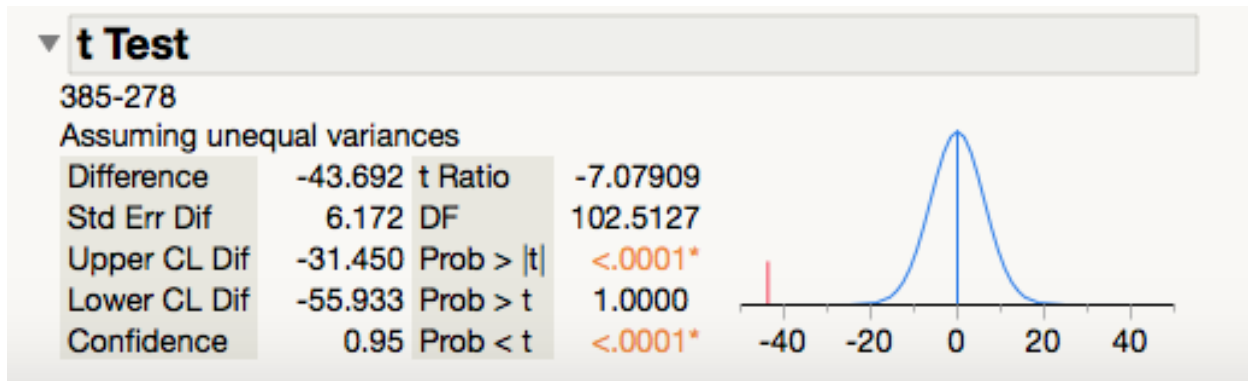 t Test
385-278
Assuming unequal variances
Difference -43.692 t Ratio -7.07909
Std Err Dif 6.172 DF 102.5127
Upper CL Dif -31.450 Prob > |t| <.0001*
Lower CL Dif -55.933 Prob > t 1.0000
Confidence 0.95 Prob < t <.0001*
-40 -20 0 20 40